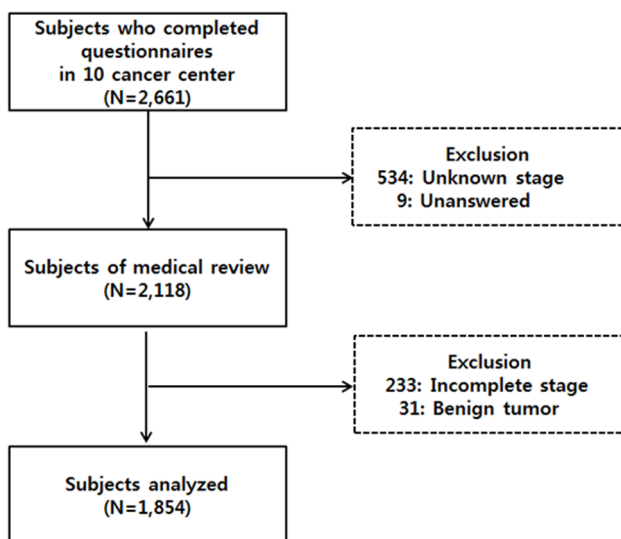 Subjects who completed
questionnaires
in 10 cancer center
(N=2,661)
Exclusion
534: Unknown stage
9: Unanswered
Subjects of medical review
(N=2,118)
Exclusion
233: Incomplete stage
31: Benign tumor
Subjects analyzed
(N=1,854)